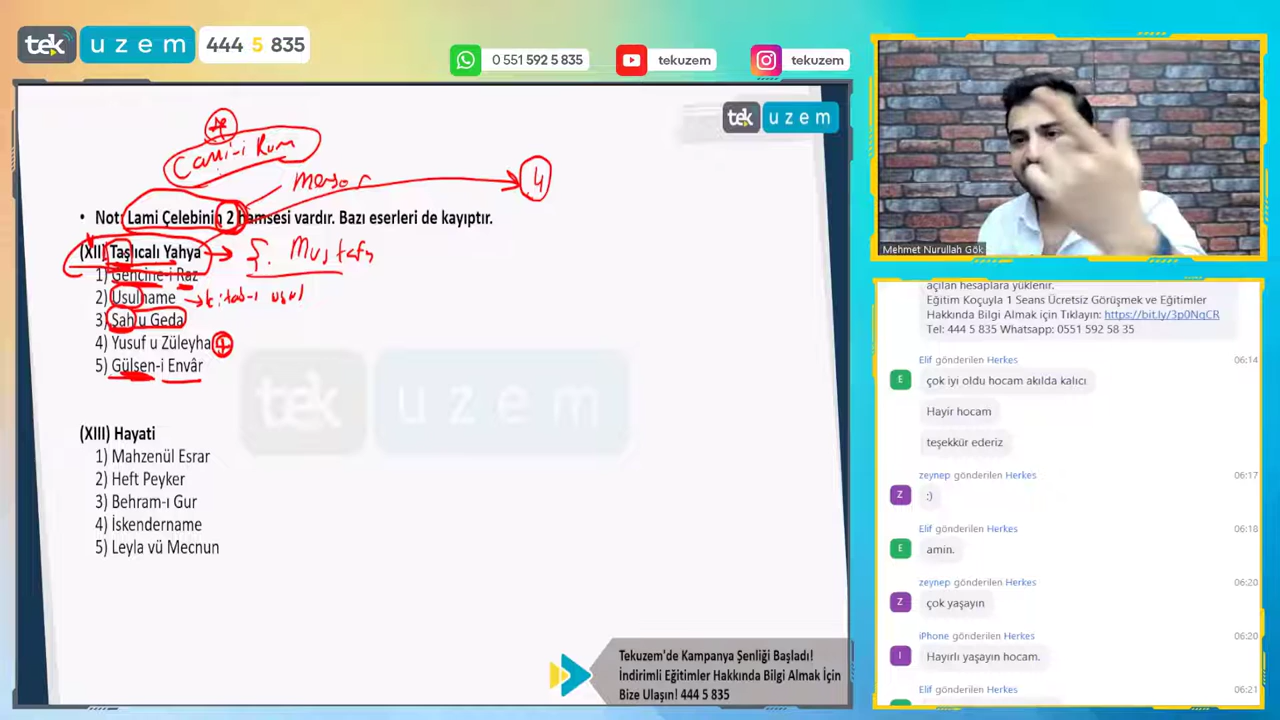 tek uzem 444 5 835
0 551 592 5 835
tekuzem
tekuzem
tek uzem
Cami-i Rum
4
• Not: Lami Çelebinin 2 hamsesi vardır. Bazı eserleri de kayıptır.
(XII) Taşlıcalı Yahya
Ş. Mustafa
1) Gencine-i Raz
2) Usulname
kitab-ı usul
3) Şah u Geda
4) Yusuf u Züleyha
5) Gülşen-i Envâr
tek uzem
(XIII) Hayati
1) Mahzenül Esrar
2) Heft Peyker
3) Behram-ı Gur
4) İskendername
5) Leyla vü Mecnun
Tekuzem'de Kampanya Şenliği Başladı!
İndirimli Eğitimler Hakkında Bilgi Almak İçin
Bize Ulaşın! 444 5 835
Mehmet Nurullah Gök
açılan hesaplara yüklenir.
Eğitim Koçuyla 1 Seans Ücretsiz Görüşmek ve Eğitimler
Hakkında Bilgi Almak için Tıklayın: https://bit.ly/3p0NqCR
Tel: 444 5 835 Whatsapp: 0551 592 58 35
Elif gönderilen Herkes 06:14
E çok iyi oldu hocam akılda kalıcı
Hayir hocam
teşekkür ederiz
zeynep gönderilen Herkes 06:17
Z :)
Elif gönderilen Herkes 06:18
E amin.
zeynep gönderilen Herkes 06:20
Z çok yaşayın
iPhone gönderilen Herkes 06:20
I Hayırlı yaşayın hocam.
Elif gönderilen Herkes 06:21